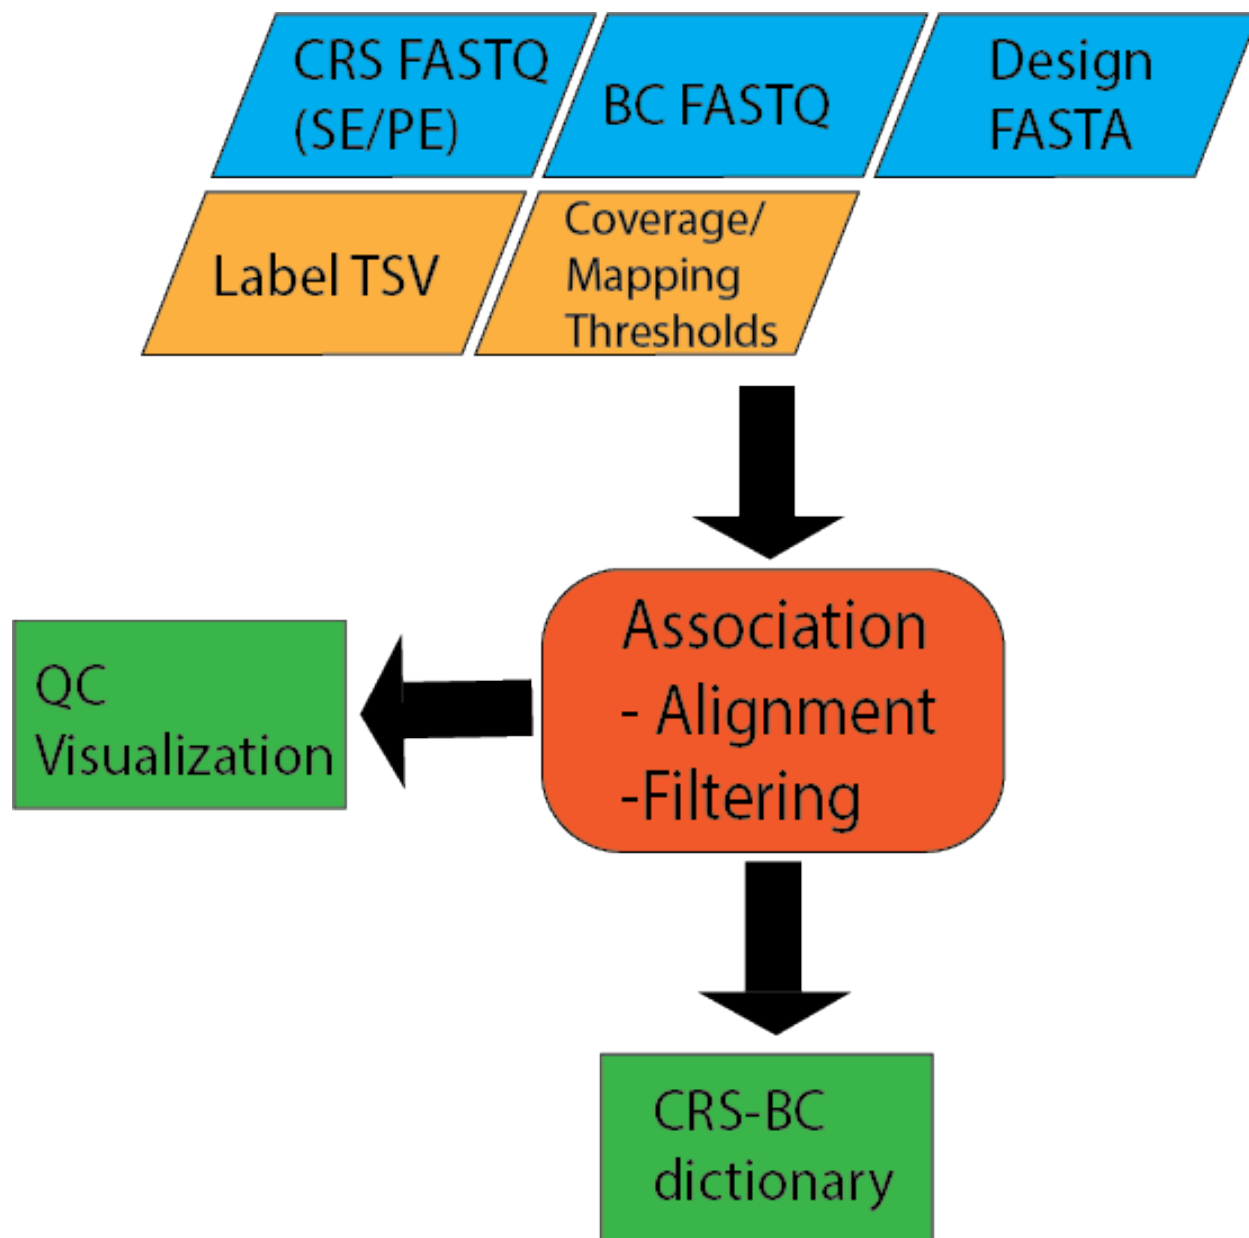 CRS FASTQ
(SE/PE)
BC FASTQ
Design
FASTA
Label TSV
Coverage/
Mapping
Thresholds
Association
- Alignment
-Filtering
QC
Visualization
CRS-BC
dictionary